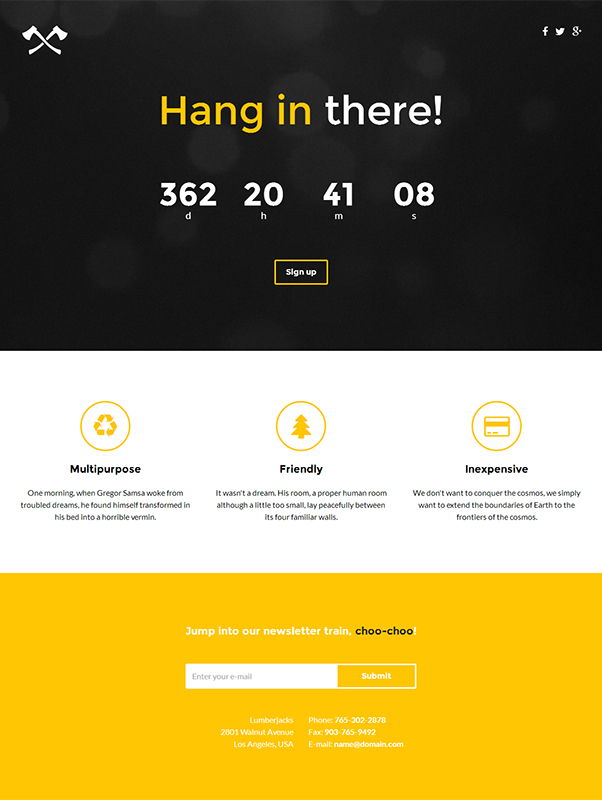 Hang in there!
362 20 41 08
d h m s
Sign up
Multipurpose
One morning, when Gregor Samsa woke from
troubled dreams, he found himself transformed in
his bed into a horrible vermin.
Friendly
It wasn't a dream. His room, a proper human room
although a little too small, lay peacefully between
its four familiar walls.
Inexpensive
We don't want to conquer the cosmos, we simply
want to extend the boundaries of Earth to the
frontiers of the cosmos.
Jump into our newsletter train, choo-choo!
Enter your e-mail
Submit
Lumberjacks
2801 Walnut Avenue
Los Angeles, USA
Phone: 765-302-2878
Fax: 903-765-9492
E-mail: name@domain.com